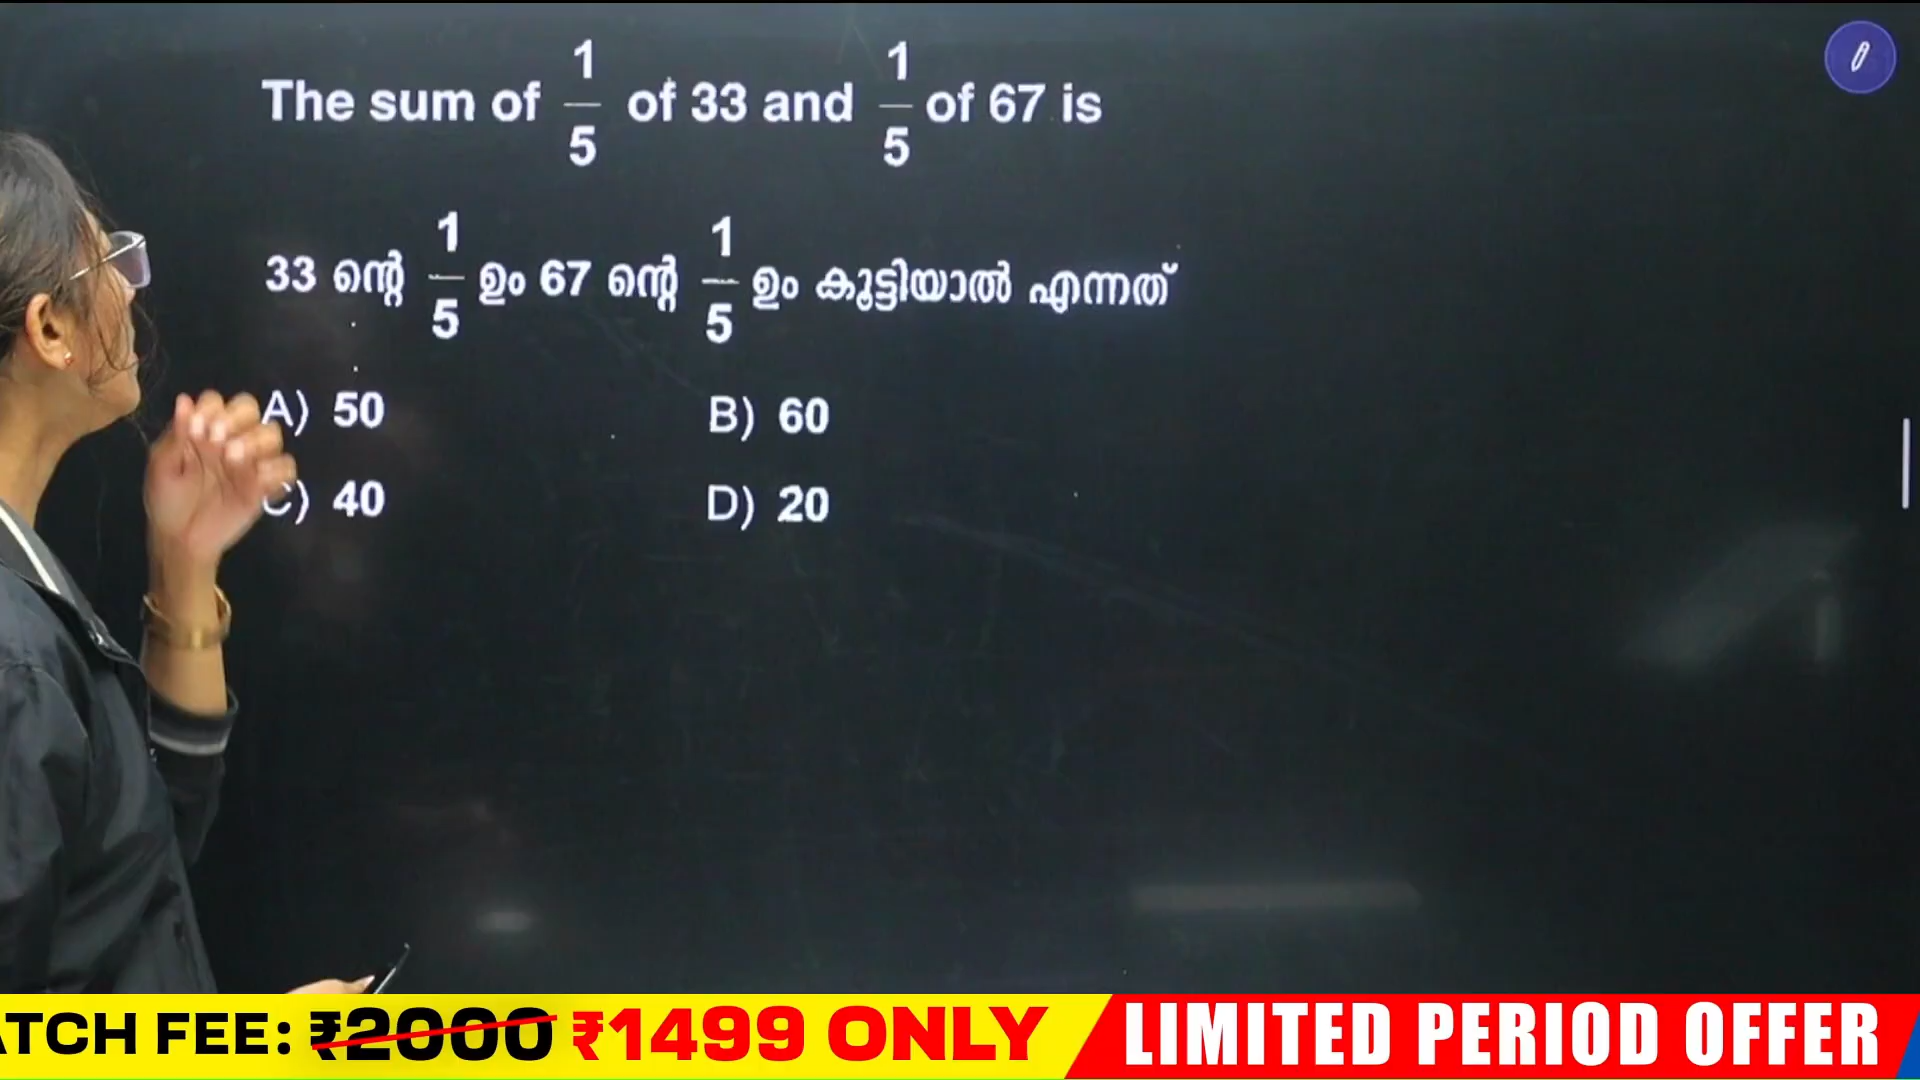 The sum of 1/5 of 33 and 1/5 of 67 is
33 ന്റെ 1/5 ഉം 67 ന്റെ 1/5 ഉം കൂട്ടിയാൽ എന്നത്
A) 50 B) 60
C) 40 D) 20
ATCH FEE: ₹2000 ₹1499 ONLY LIMITED PERIOD OFFER